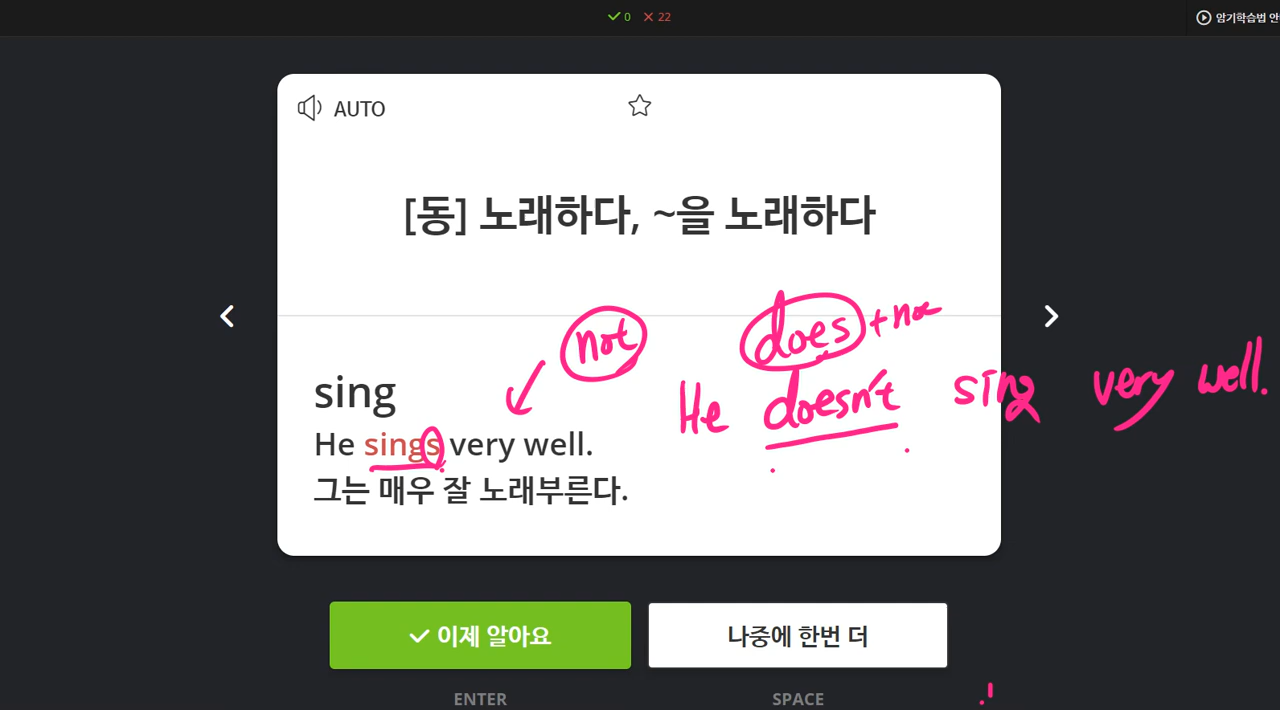 0 22
암기학습법 안
AUTO
[동] 노래하다, ~을 노래하다
not
does + no
sing
He doesn't sing very well.
He sings very well.
그는 매우 잘 노래부른다.
이제 알아요
나중에 한번 더
ENTER
SPACE